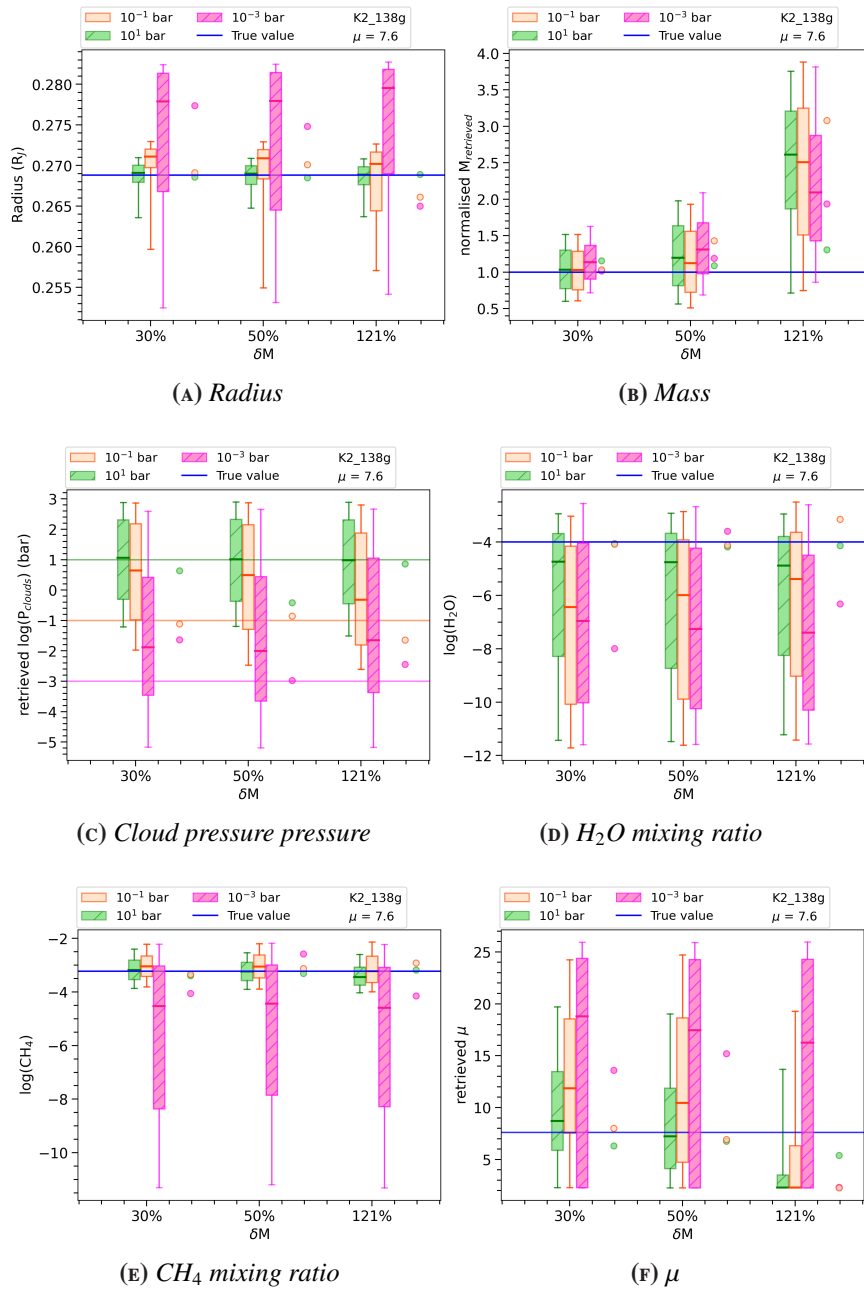 10⁻¹ bar 10⁻³ bar K2_138g
10¹ bar True value μ = 7.6
Radius (R_J)
0.280
0.275
0.270
0.265
0.260
0.255
30% 50% 121%
δM
(A) Radius
10⁻¹ bar 10⁻³ bar K2_138g
10¹ bar True value μ = 7.6
normalised M_retrieved
4.0
3.5
3.0
2.5
2.0
1.5
1.0
0.5
30% 50% 121%
δM
(B) Mass
10⁻¹ bar 10⁻³ bar K2_138g
10¹ bar True value μ = 7.6
retrieved log(P_clouds) (bar)
3
2
1
0
−1
−2
−3
−4
−5
30% 50% 121%
δM
(C) Cloud pressure pressure
10⁻¹ bar 10⁻³ bar K2_138g
10¹ bar True value μ = 7.6
log(H₂O)
−4
−6
−8
−10
−12
30% 50% 121%
δM
(D) H₂O mixing ratio
10⁻¹ bar 10⁻³ bar K2_138g
10¹ bar True value μ = 7.6
log(CH₄)
−2
−4
−6
−8
−10
30% 50% 121%
δM
(E) CH₄ mixing ratio
10⁻¹ bar 10⁻³ bar K2_138g
10¹ bar True value μ = 7.6
retrieved μ
25
20
15
10
5
30% 50% 121%
δM
(F) μ